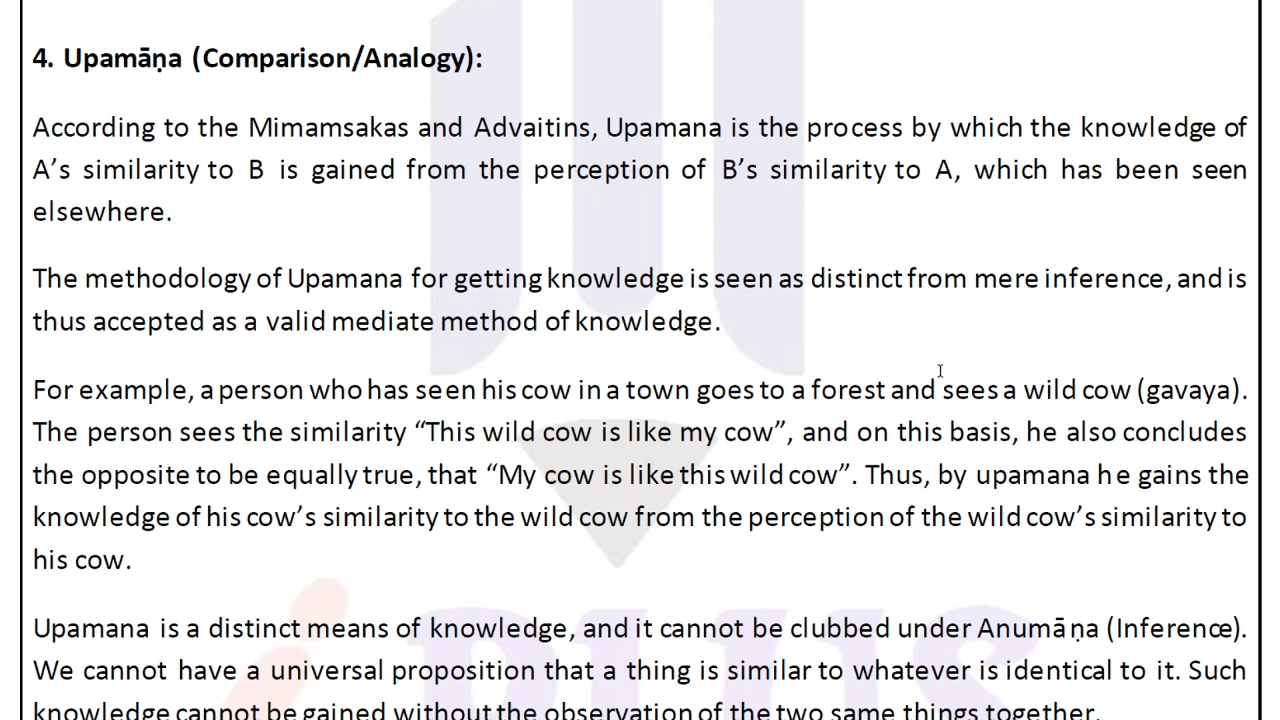 4. Upamāṇa (Comparison/Analogy):
According to the Mimamsakas and Advaitins, Upamana is the process by which the knowledge of
A’s similarity to B is gained from the perception of B’s similarity to A, which has been seen
elsewhere.
The methodology of Upamana for getting knowledge is seen as distinct from mere inference, and is
thus accepted as a valid mediate method of knowledge.
For example, a person who has seen his cow in a town goes to a forest and sees a wild cow (gavaya).
The person sees the similarity “This wild cow is like my cow”, and on this basis, he also concludes
the opposite to be equally true, that “My cow is like this wild cow”. Thus, by upamana he gains the
knowledge of his cow’s similarity to the wild cow from the perception of the wild cow’s similarity to
his cow.
Upamana is a distinct means of knowledge, and it cannot be clubbed under Anumāṇa (Inference).
We cannot have a universal proposition that a thing is similar to whatever is identical to it. Such
knowledge cannot be gained without the observation of the two same things together.
PLUS